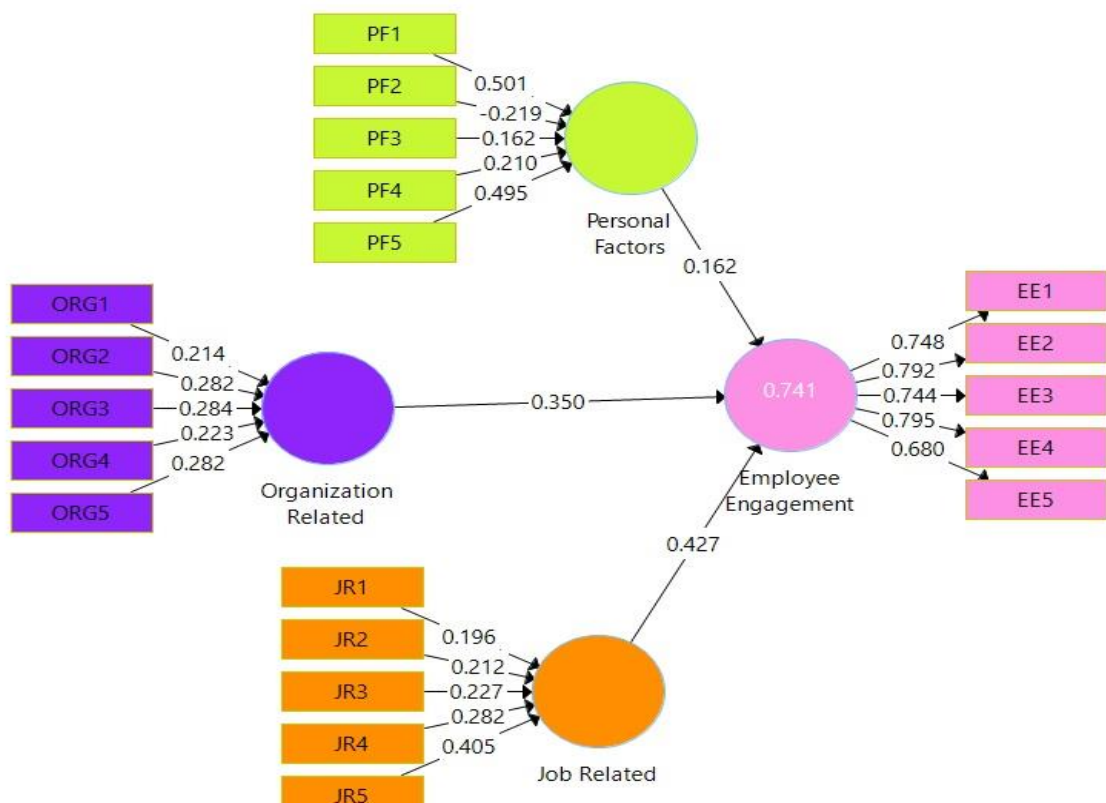 PF1
PF2
PF3
PF4
PF5
0.501
-0.219
0.162
0.210
0.495
Personal
Factors
0.162
ORG1
ORG2
ORG3
ORG4
ORG5
0.214
0.282
0.284
0.223
0.282
Organization
Related
0.350
0.741
Employee
Engagement
0.748
0.792
0.744
0.795
0.680
EE1
EE2
EE3
EE4
EE5
0.427
JR1
JR2
JR3
JR4
JR5
0.196
0.212
0.227
0.282
0.405
Job Related